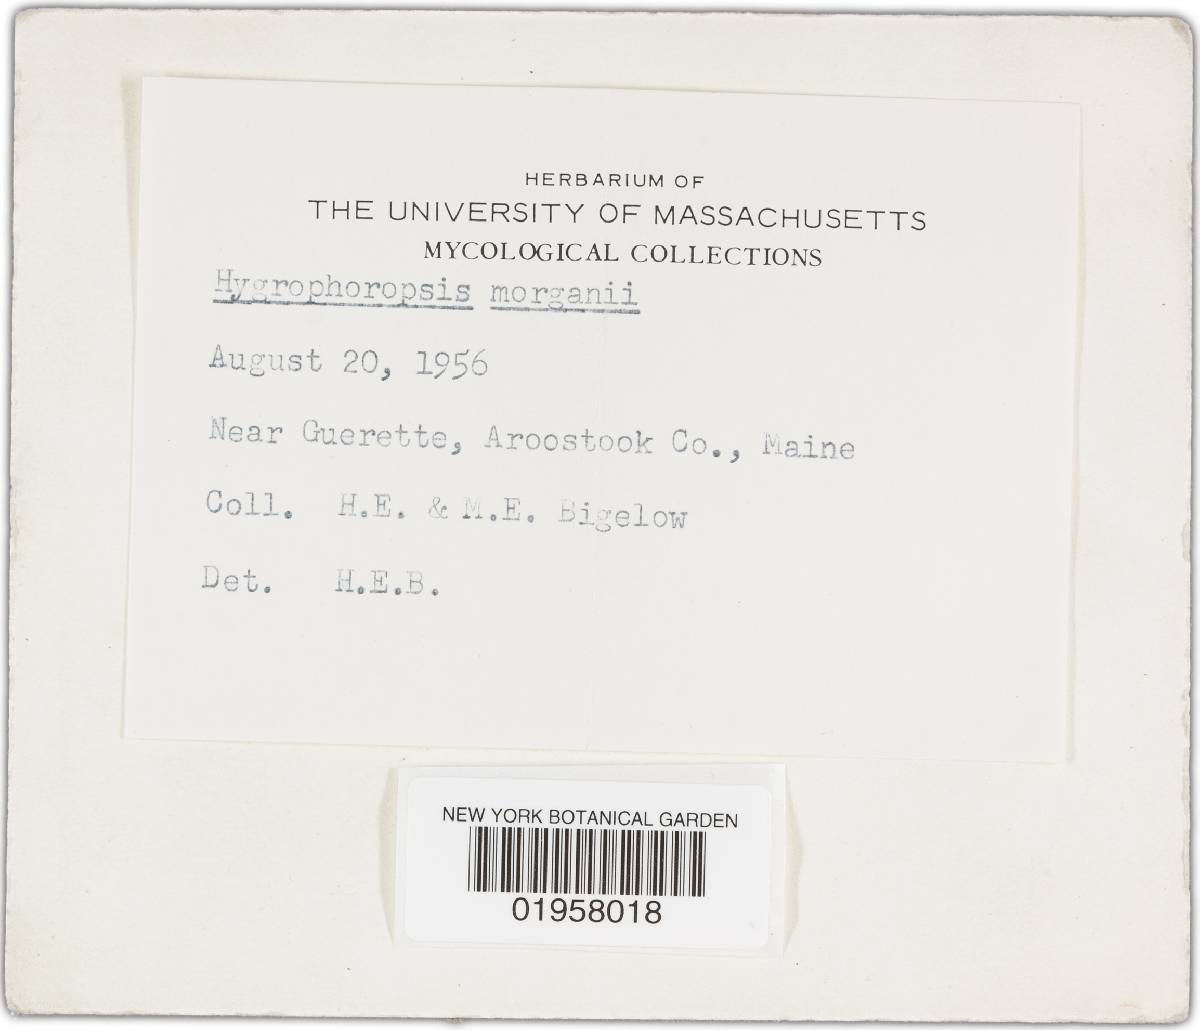 HERBARIUM OF
THE UNIVERSITY OF MASSACHUSETTS
MYCOLOGICAL COLLECTIONS
Hygrophoropsis morganii
August 20, 1956
Near Guerette, Aroostook Co., Maine
Coll. H.E. & M.E. Bigelow
Det. H.E.B.
NEW YORK BOTANICAL GARDEN
01958018